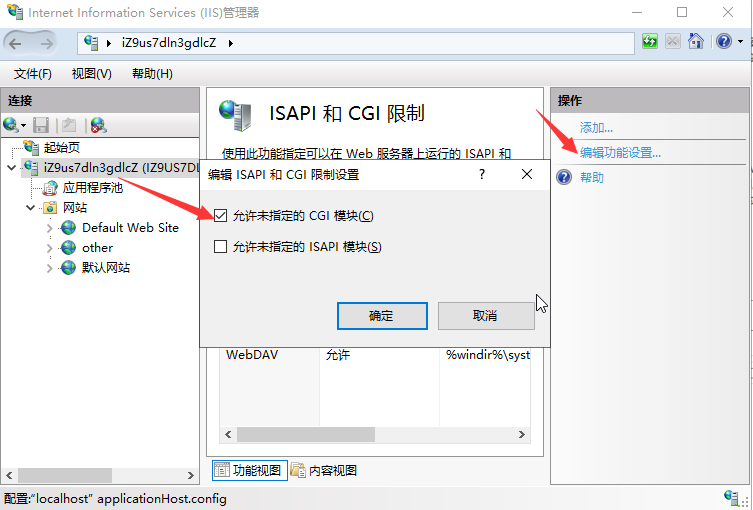 Internet Information Services (IIS)管理器
iZ9us7dln3gdlcZ
文件(F) 视图(V) 帮助(H)
连接
起始页
iZ9us7dln3gdlcZ (IZ9US7DL
应用程序池
网站
Default Web Site
other
默认网站
ISAPI 和 CGI 限制
使用此功能指定可以在 Web 服务器上运行的 ISAPI 和
编辑 ISAPI 和 CGI 限制设置
?
允许未指定的 CGI 模块(C)
允许未指定的 ISAPI 模块(S)
确定 取消
WebDAV 允许 %windir%\syst
功能视图 内容视图
操作
添加...
编辑功能设置...
帮助
配置:"localhost" applicationHost.config